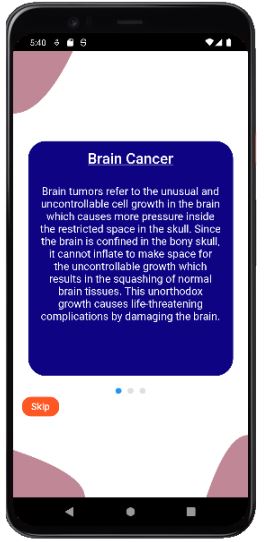 5:40
Brain Cancer
Brain tumors refer to the unusual and
uncontrollable cell growth in the brain
which causes more pressure inside
the restricted space in the skull. Since
the brain is confined in the bony skull,
it cannot inflate to make space for
the uncontrollable growth which
results in the squashing of normal
brain tissues. This unorthodox
growth causes life-threatening
complications by damaging the brain.
Skip